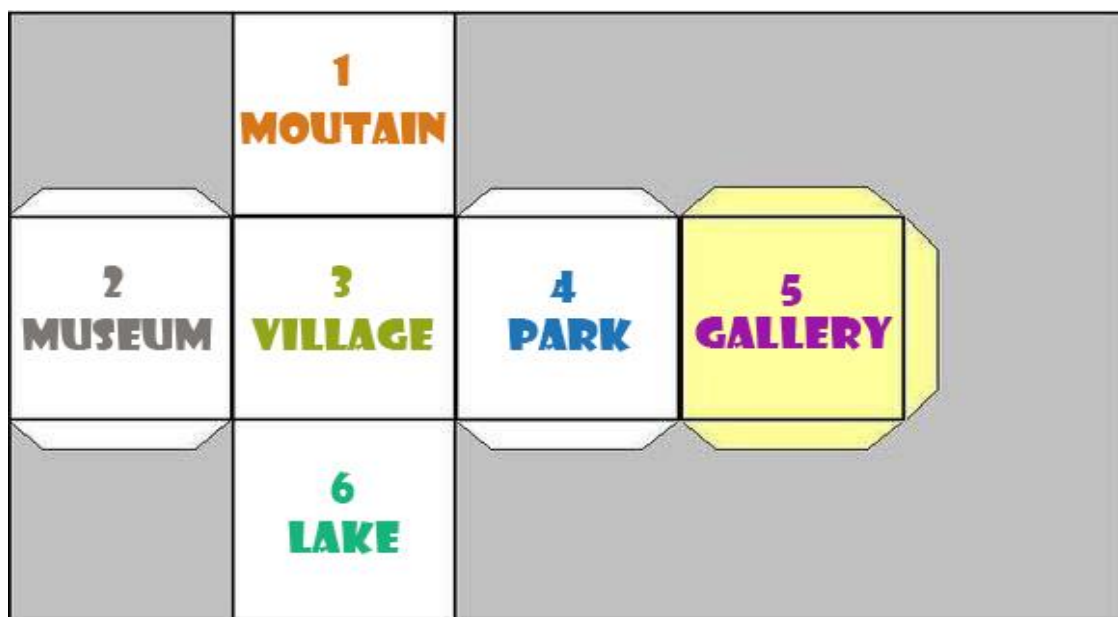 1
MOUTAIN
2
MUSEUM
3
VILLAGE
4
PARK
5
GALLERY
6
LAKE